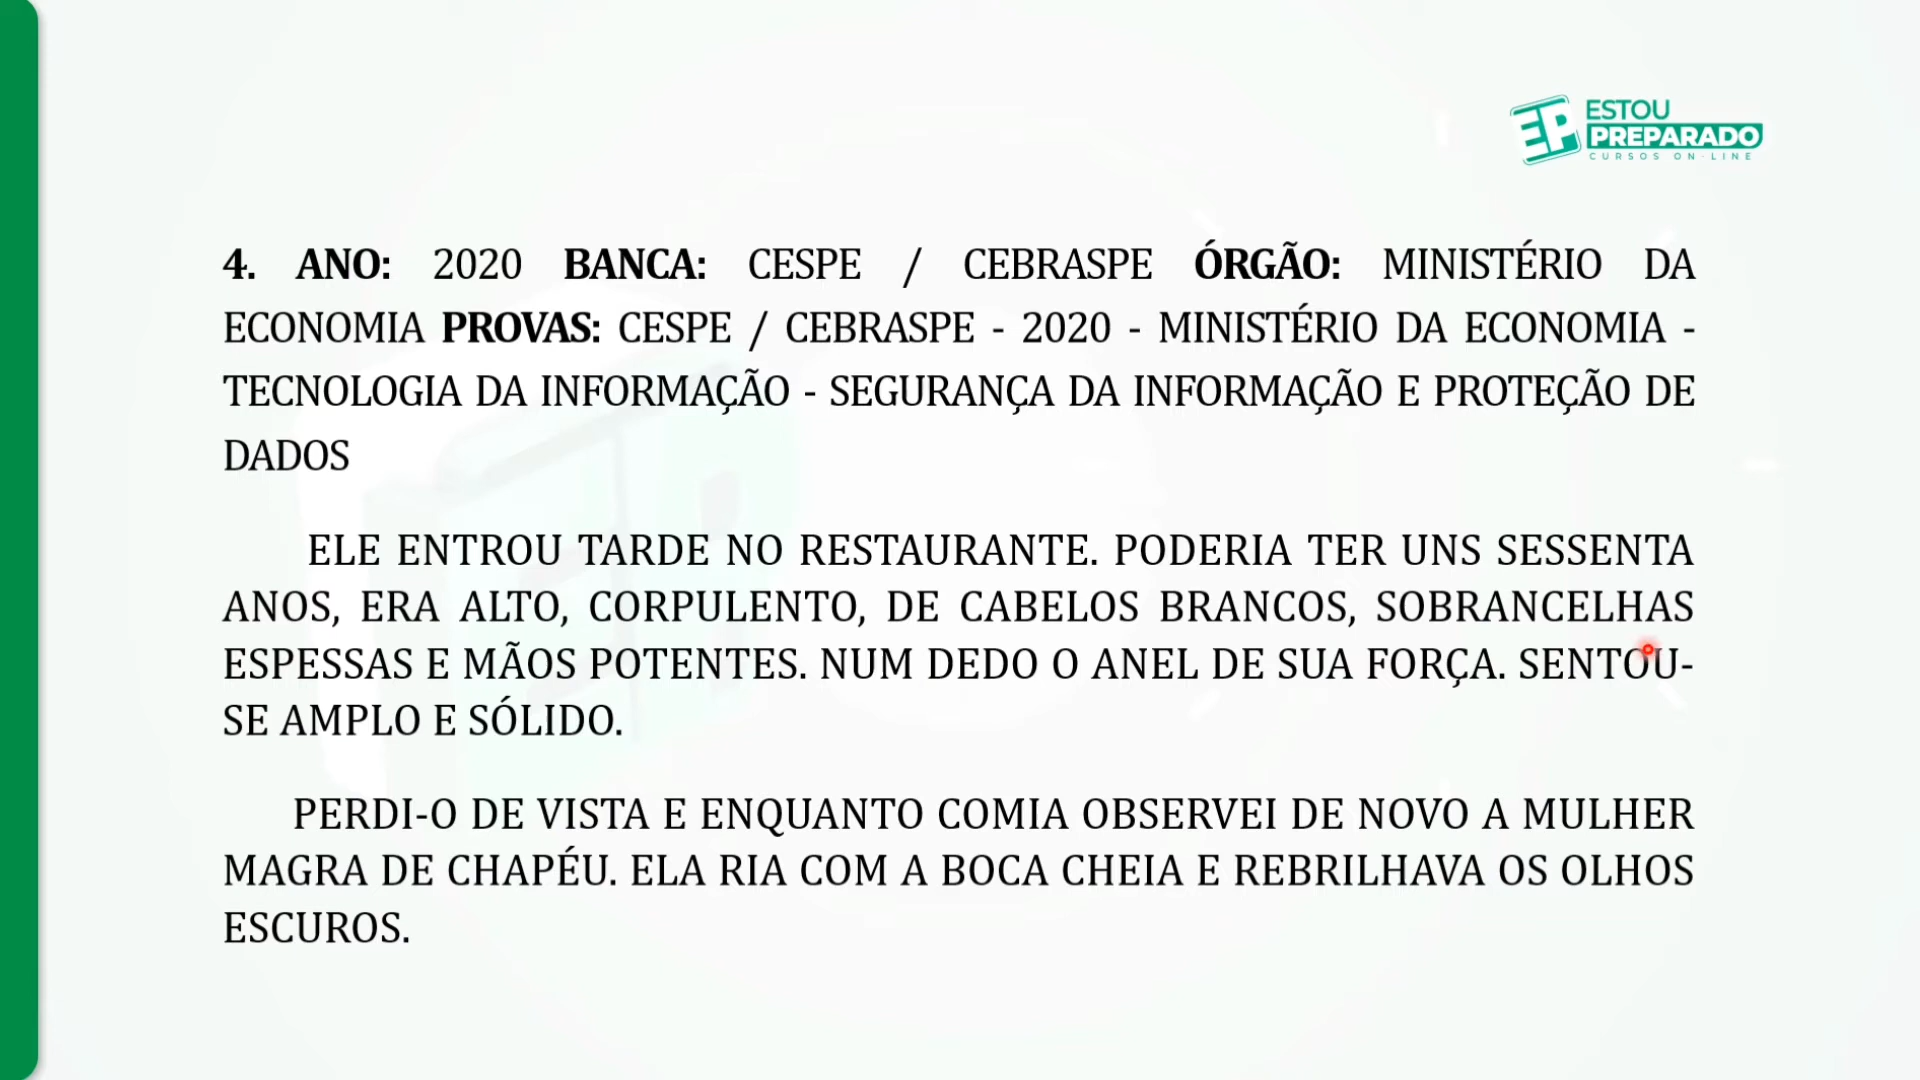 EP ESTOU
PREPARADO
CURSOS ON-LINE
4. ANO: 2020 BANCA: CESPE / CEBRASPE ÓRGÃO: MINISTÉRIO DA
ECONOMIA PROVAS: CESPE / CEBRASPE - 2020 - MINISTÉRIO DA ECONOMIA -
TECNOLOGIA DA INFORMAÇÃO - SEGURANÇA DA INFORMAÇÃO E PROTEÇÃO DE
DADOS
ELE ENTROU TARDE NO RESTAURANTE. PODERIA TER UNS SESSENTA
ANOS, ERA ALTO, CORPULENTO, DE CABELOS BRANCOS, SOBRANCELHAS
ESPESSAS E MÃOS POTENTES. NUM DEDO O ANEL DE SUA FORÇA. SENTOU-
SE AMPLO E SÓLIDO.
PERDI-O DE VISTA E ENQUANTO COMIA OBSERVEI DE NOVO A MULHER
MAGRA DE CHAPÉU. ELA RIA COM A BOCA CHEIA E REBRILHAVA OS OLHOS
ESCUROS.